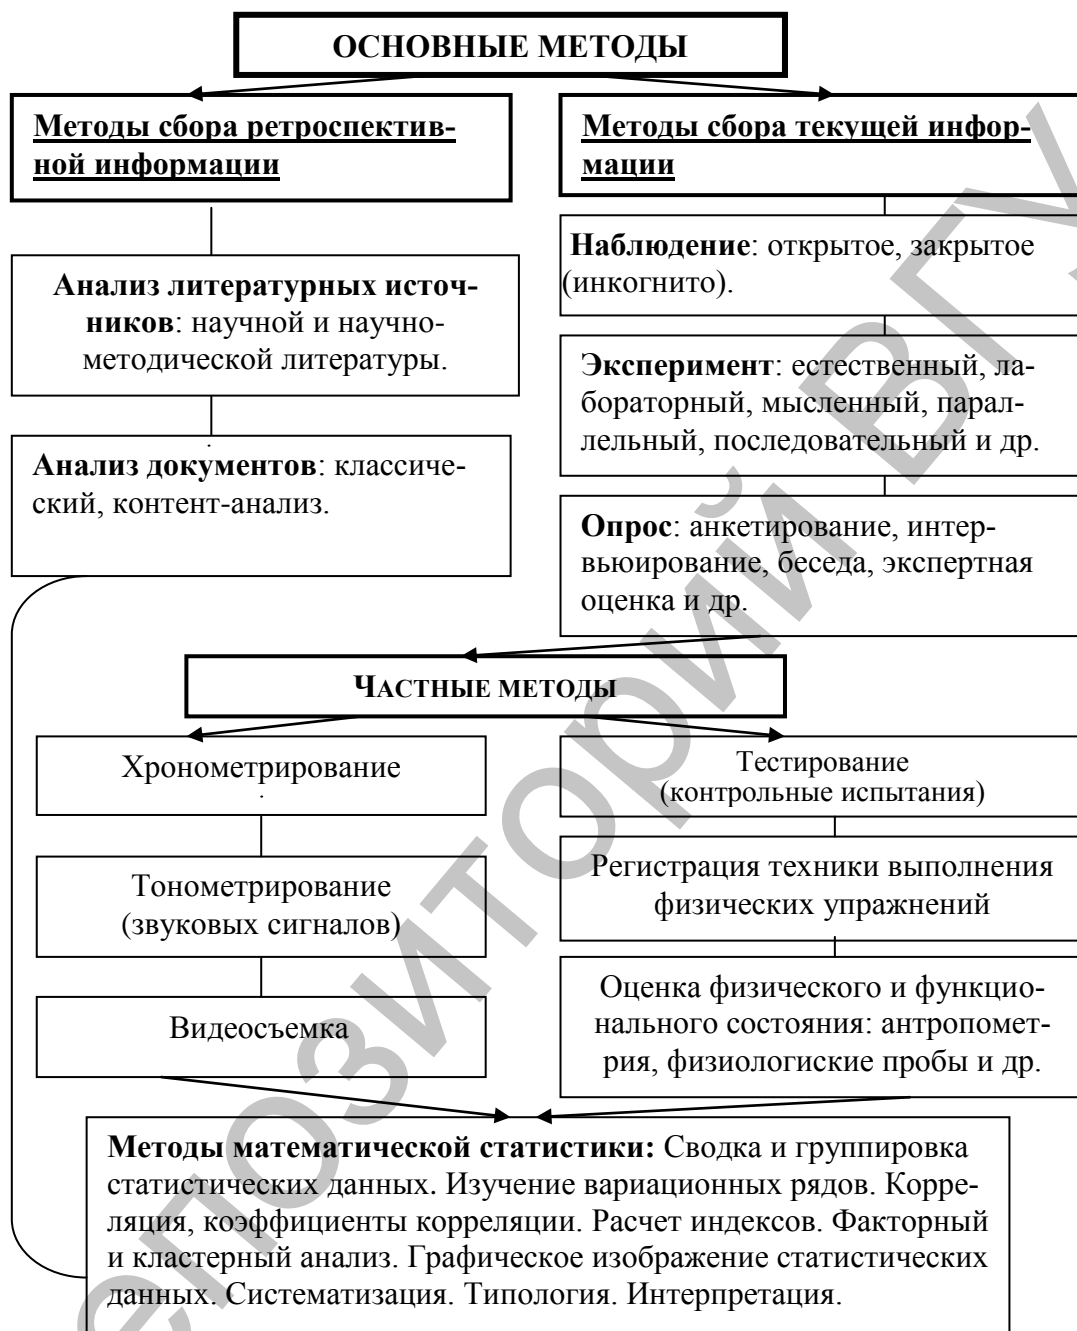 ОСНОВНЫЕ МЕТОДЫ
Методы сбора ретроспектив-
ной информации
Анализ литературных источ-
ников: научной и научно-
методической литературы.
Анализ документов: классиче-
ский, контент-анализ.
Методы сбора текущей инфор-
мации
Наблюдение: открытое, закрытое
(инкогнито).
Эксперимент: естественный, ла-
бораторный, мысленный, парал-
лельный, последовательный и др.
Опрос: анкетирование, интер-
вьюирование, беседа, экспертная
оценка и др.
ЧАСТНЫЕ МЕТОДЫ
Хронометрирование
Тонометрирование
(звуковых сигналов)
Видеосъемка
Тестирование
(контрольные испытания)
Регистрация техники выполнения
физических упражнений
Оценка физического и функцио-
нального состояния: антропомет-
рия, физиологиские пробы и др.
Методы математической статистики: Сводка и группировка
статистических данных. Изучение вариационных рядов. Корре-
ляция, коэффициенты корреляции. Расчет индексов. Факторный
и кластерный анализ. Графическое изображение статистических
данных. Систематизация. Типология. Интерпретация.
епозиторий ВГУ